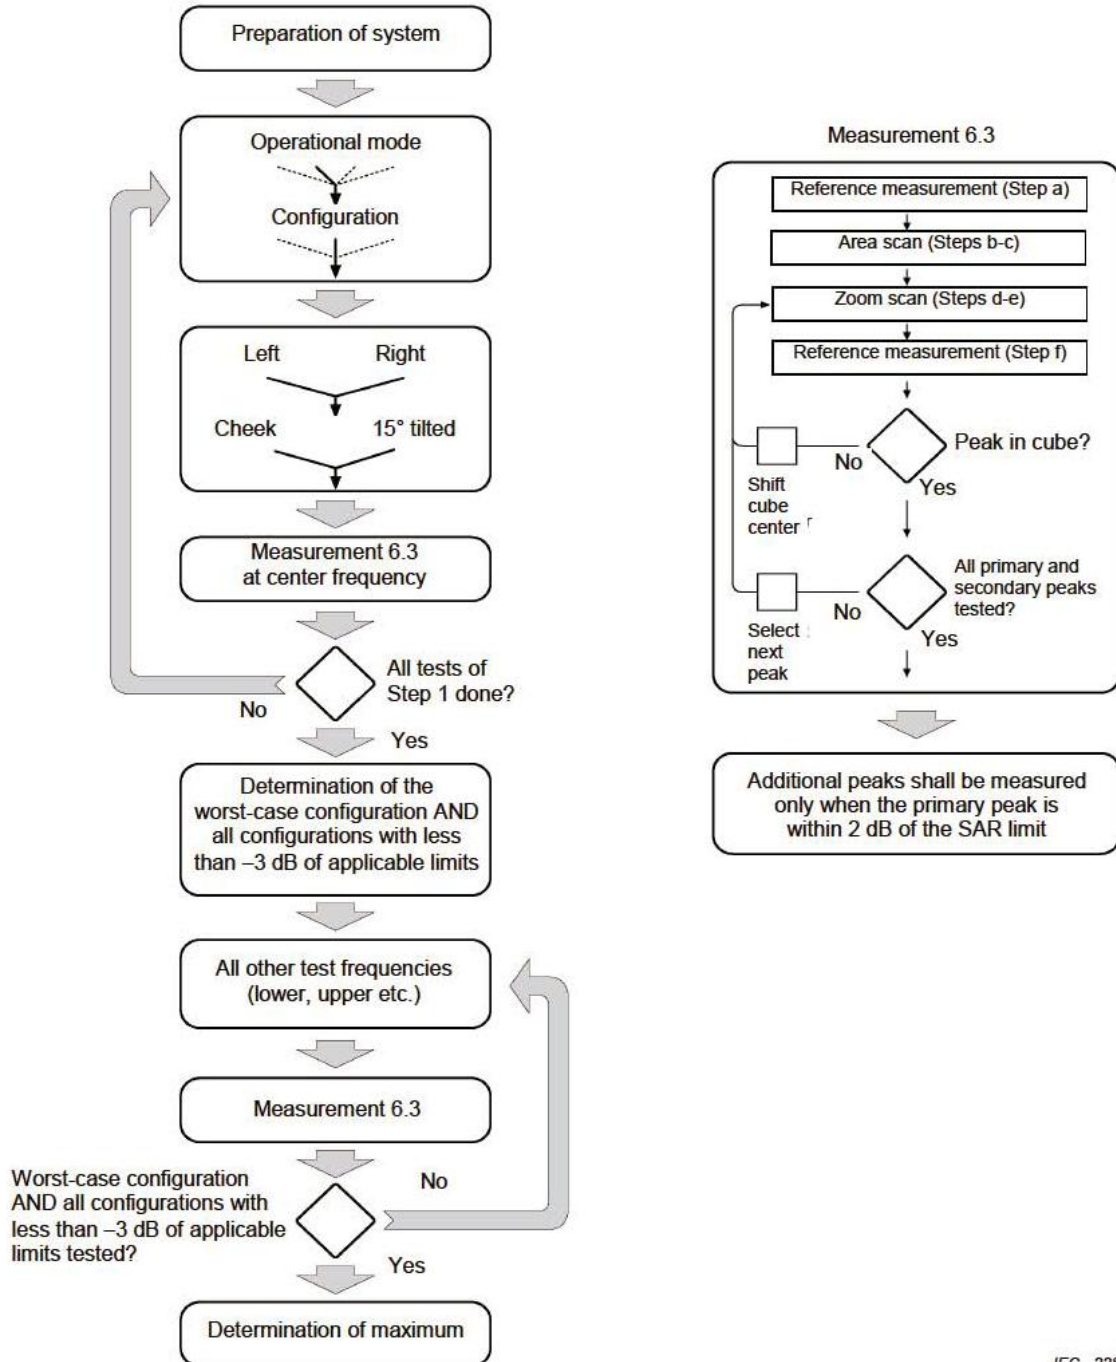 Preparation of system
Operational mode
Configuration
Left Right
Cheek 15° tilted
Measurement 6.3
at center frequency
All tests of
Step 1 done?
No
Yes
Determination of the
worst-case configuration AND
all configurations with less
than –3 dB of applicable limits
All other test frequencies
(lower, upper etc.)
Measurement 6.3
Worst-case configuration
AND all configurations with
less than –3 dB of applicable
limits tested?
No
Yes
Determination of maximum
Measurement 6.3
Reference measurement (Step a)
Area scan (Steps b-c)
Zoom scan (Steps d-e)
Reference measurement (Step f)
Peak in cube?
No
Yes
Shift
cube
center
All primary and
secondary peaks
tested?
No
Yes
Select
next
peak
Additional peaks shall be measured
only when the primary peak is
within 2 dB of the SAR limit